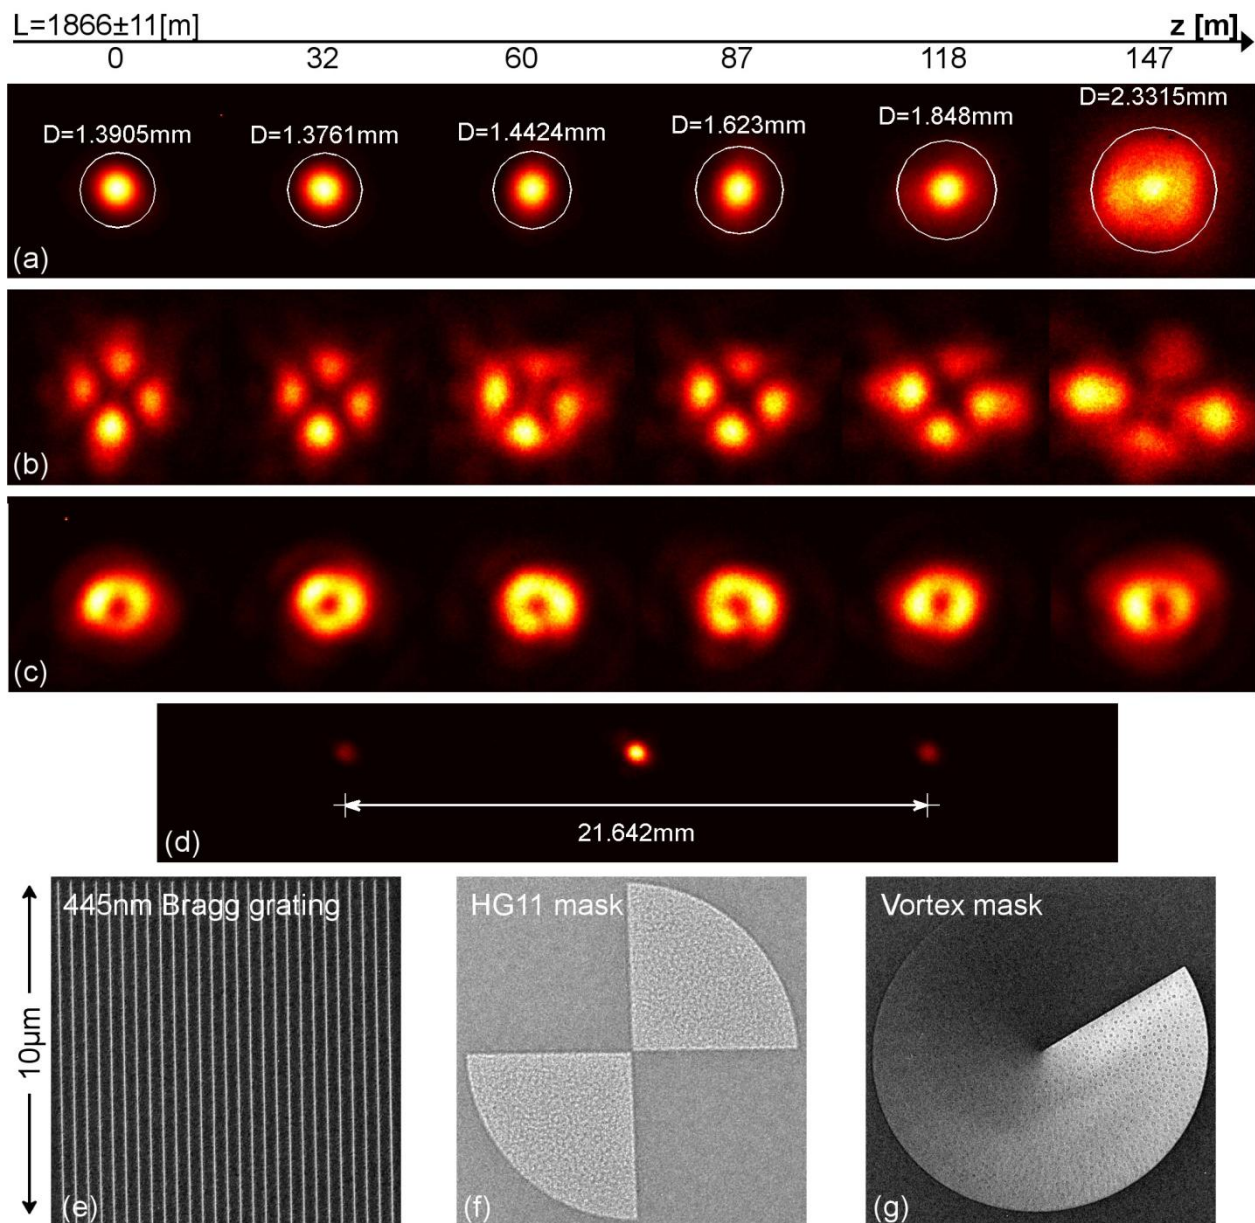 L=1866±11[m]
z [m]
0 32 60 87 118 147
D=1.3905mm D=1.3761mm D=1.4424mm D=1.623mm D=1.848mm D=2.3315mm
(a)
(b)
(c)
21.642mm
(d)
10µm
445nm Bragg grating
(e)
HG11 mask
(f)
Vortex mask
(g)